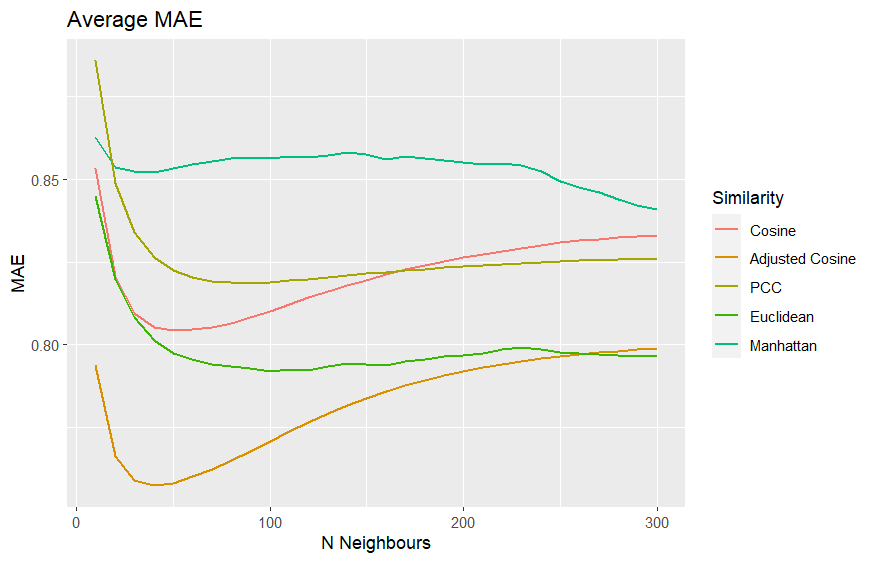 Average MAE
MAE
0.85
0.80
0
100
200
300
N Neighbours
Similarity
Cosine
Adjusted Cosine
PCC
Euclidean
Manhattan